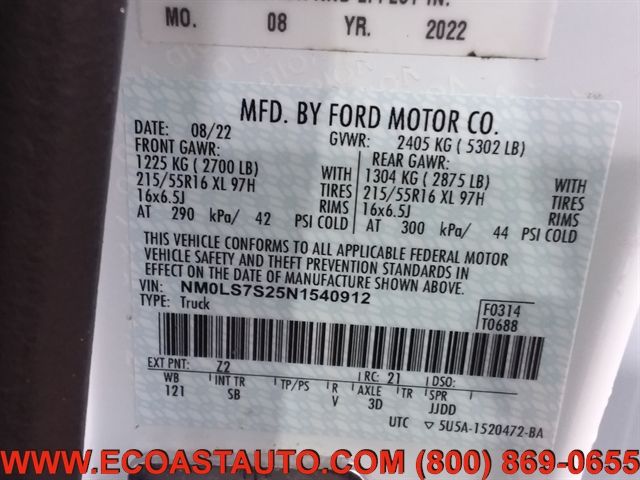 MO. 08 YR. 2022
MFD. BY FORD MOTOR CO.
DATE: 08/22 GVWR: 2405 KG ( 5302 LB)
FRONT GAWR: REAR GAWR:
1225 KG ( 2700 LB) WITH 1304 KG ( 2875 LB) WITH
215/55R16 XL 97H TIRES 215/55R16 XL 97H TIRES
16x6.5J RIMS 16x6.5J RIMS
AT 290 kPa/ 42 PSI COLD AT 300 kPa/ 44 PSI COLD
THIS VEHICLE CONFORMS TO ALL APPLICABLE FEDERAL MOTOR
VEHICLE SAFETY AND THEFT PREVENTION STANDARDS IN
EFFECT ON THE DATE OF MANUFACTURE SHOWN ABOVE.
VIN: NM0LS7S25N1540912
TYPE: Truck
F0314
T0688
EXT PNT: Z2 RC: 21 DSO:
WB INT TR TP/PS R AXLE TR SPR
121 SB V 3D JJDD
UTC ▽ 5U5A-1520472-BA
WWW.ECOASTAUTO.COM (800) 869-0655